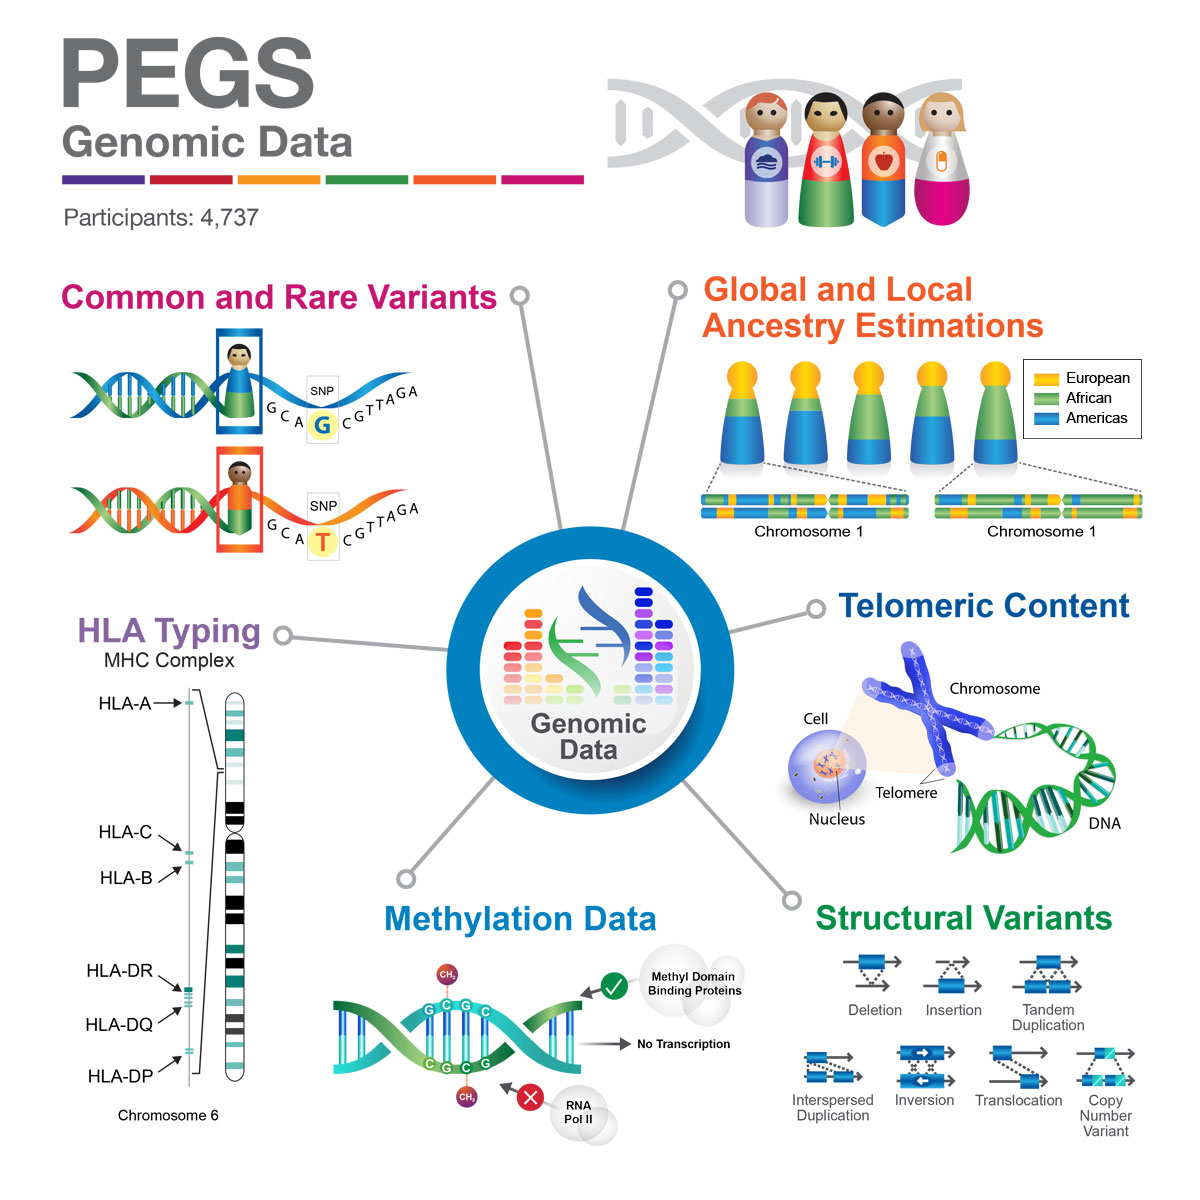 PEGS
Genomic Data
Participants: 4,737
Common and Rare Variants
SNP
G C A G C G T T A G A
SNP
G C A T C G T T A G A
Global and Local
Ancestry Estimations
European
African
Americas
Chromosome 1
Chromosome 1
HLA Typing
MHC Complex
HLA-A
HLA-C
HLA-B
HLA-DR
HLA-DQ
HLA-DP
Chromosome 6
Genomic
Data
Telomeric Content
Chromosome
Cell
Telomere
Nucleus
DNA
Methylation Data
CH₃
Methyl Domain
Binding Proteins
G C G C
No Transcription
C G C G
CH₃
RNA
Pol II
Structural Variants
Deletion
Insertion
Tandem
Duplication
Interspersed
Duplication
Inversion
Translocation
Copy
Number
Variant